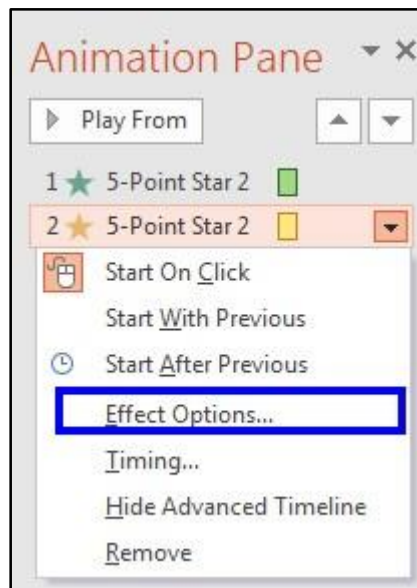 Animation Pane
Play From
1 5-Point Star 2
2 5-Point Star 2
Start On Click
Start With Previous
Start After Previous
Effect Options...
Timing...
Hide Advanced Timeline
Remove